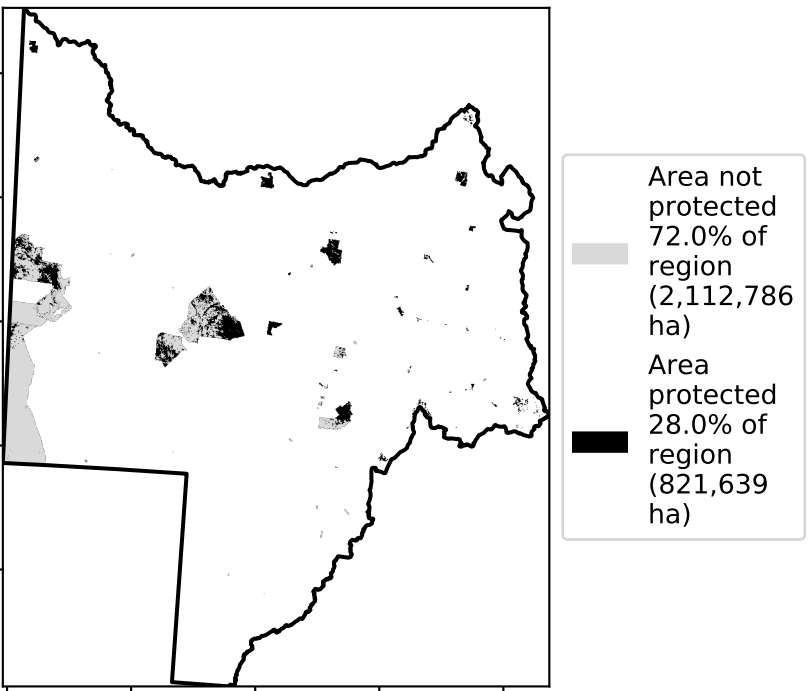 Area not
protected
72.0% of
region
(2,112,786
ha)
Area
protected
28.0% of
region
(821,639
ha)